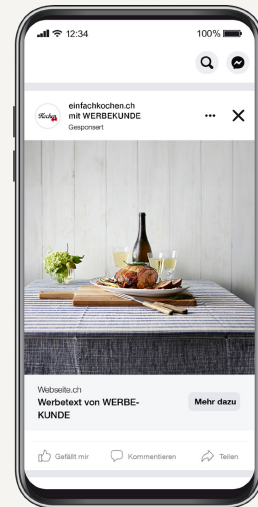 12:34
100%
einfachkochen.ch
mit WERBEKUNDE
Gesponsert
Webseite.ch
Werbetext von WERBE-
KUNDE
Mehr dazu
Gefällt mir
Kommentieren
Teilen